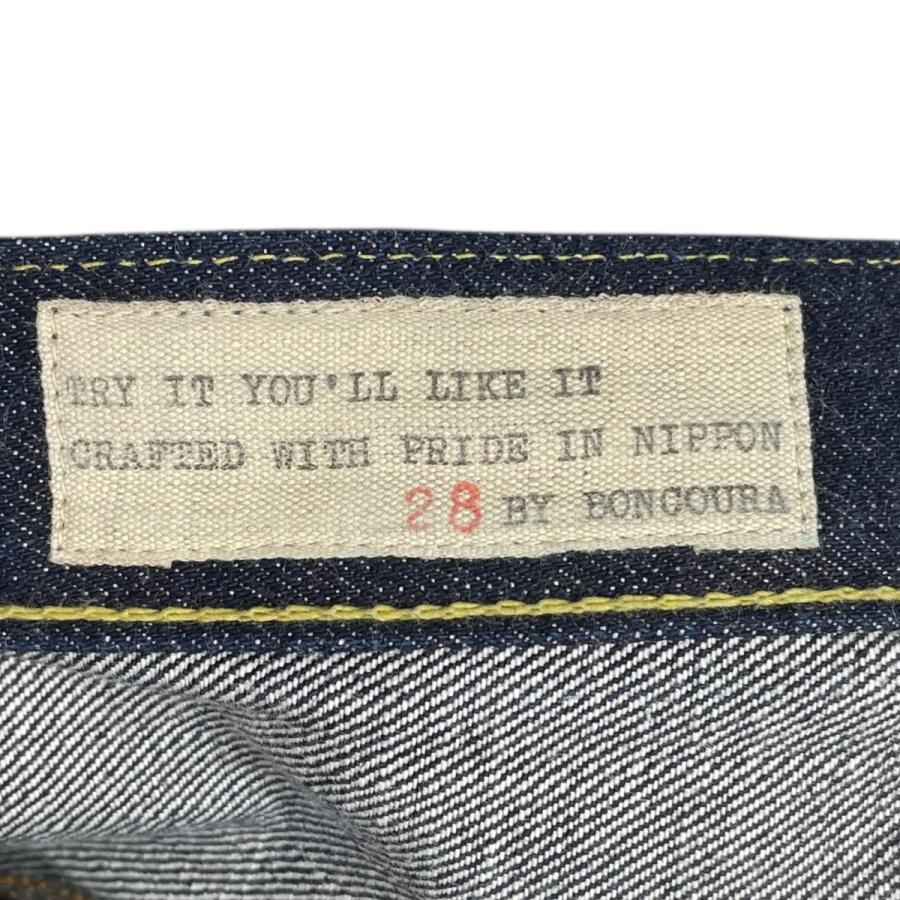 TRY IT YOU'LL LIKE IT
CRAFTED WITH PRIDE IN NIPPON
28 BY BONCOURA